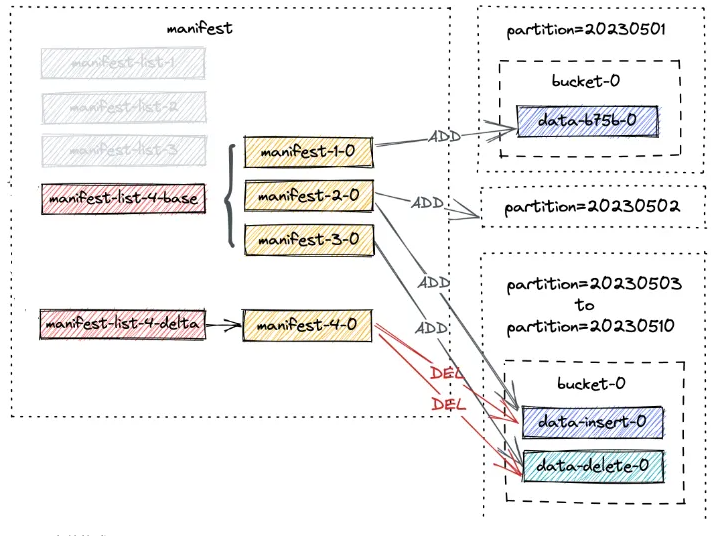 manifest
manifest-list-1
manifest-list-2
manifest-list-3
manifest-list-4-base
manifest-list-4-delta
manifest-1-0
manifest-2-0
manifest-3-0
manifest-4-0
ADD
ADD
ADD
ADD
DEL
DEL
partition=20230501
bucket-0
data-b75b-0
partition=20230502
partition=20230503
to
partition=20230510
bucket-0
data-insert-0
data-delete-0